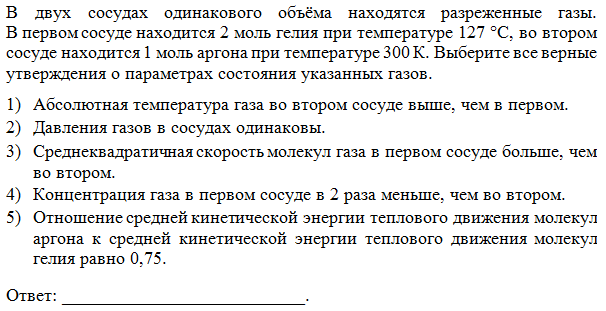 В двух сосудах одинакового объёма находятся разреженные газы.
В первом сосуде находится 2 моль гелия при температуре 127 °С, во втором
сосуде находится 1 моль аргона при температуре 300 К. Выберите все верные
утверждения о параметрах состояния указанных газов.
1) Абсолютная температура газа во втором сосуде выше, чем в первом.
2) Давления газов в сосудах одинаковы.
3) Среднеквадратичная скорость молекул газа в первом сосуде больше, чем
во втором.
4) Концентрация газа в первом сосуде в 2 раза меньше, чем во втором.
5) Отношение средней кинетической энергии теплового движения молекул
аргона к средней кинетической энергии теплового движения молекул
гелия равно 0,75.
Ответ: ___________________________.